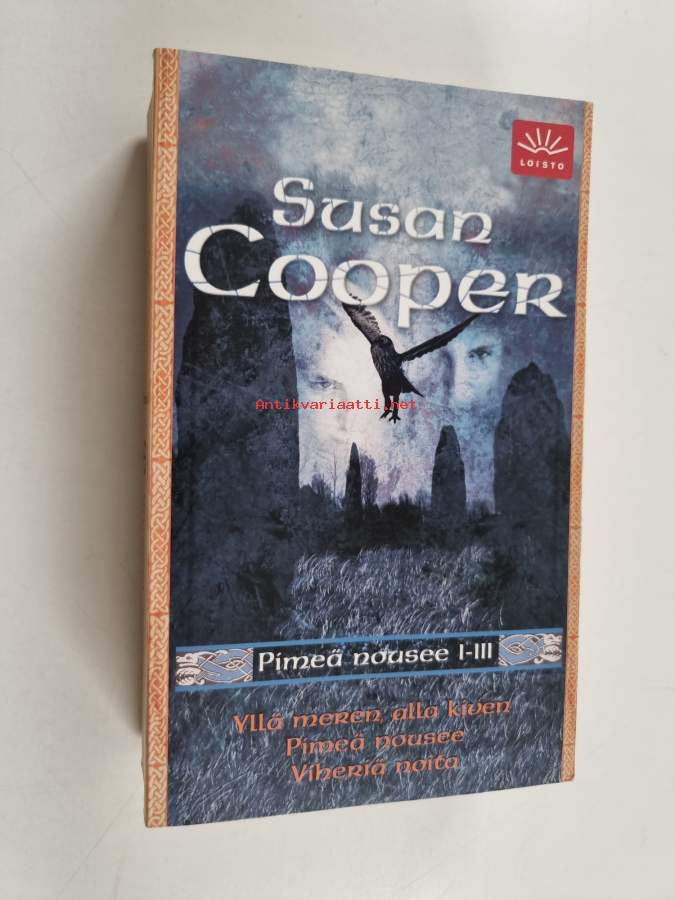 LOISTO
Susan
Cooper
Antikvariaatti.net
Pimeä nousee I-III
Yllä meren, alla kiven
Pimeä nousee
Viheriä noita